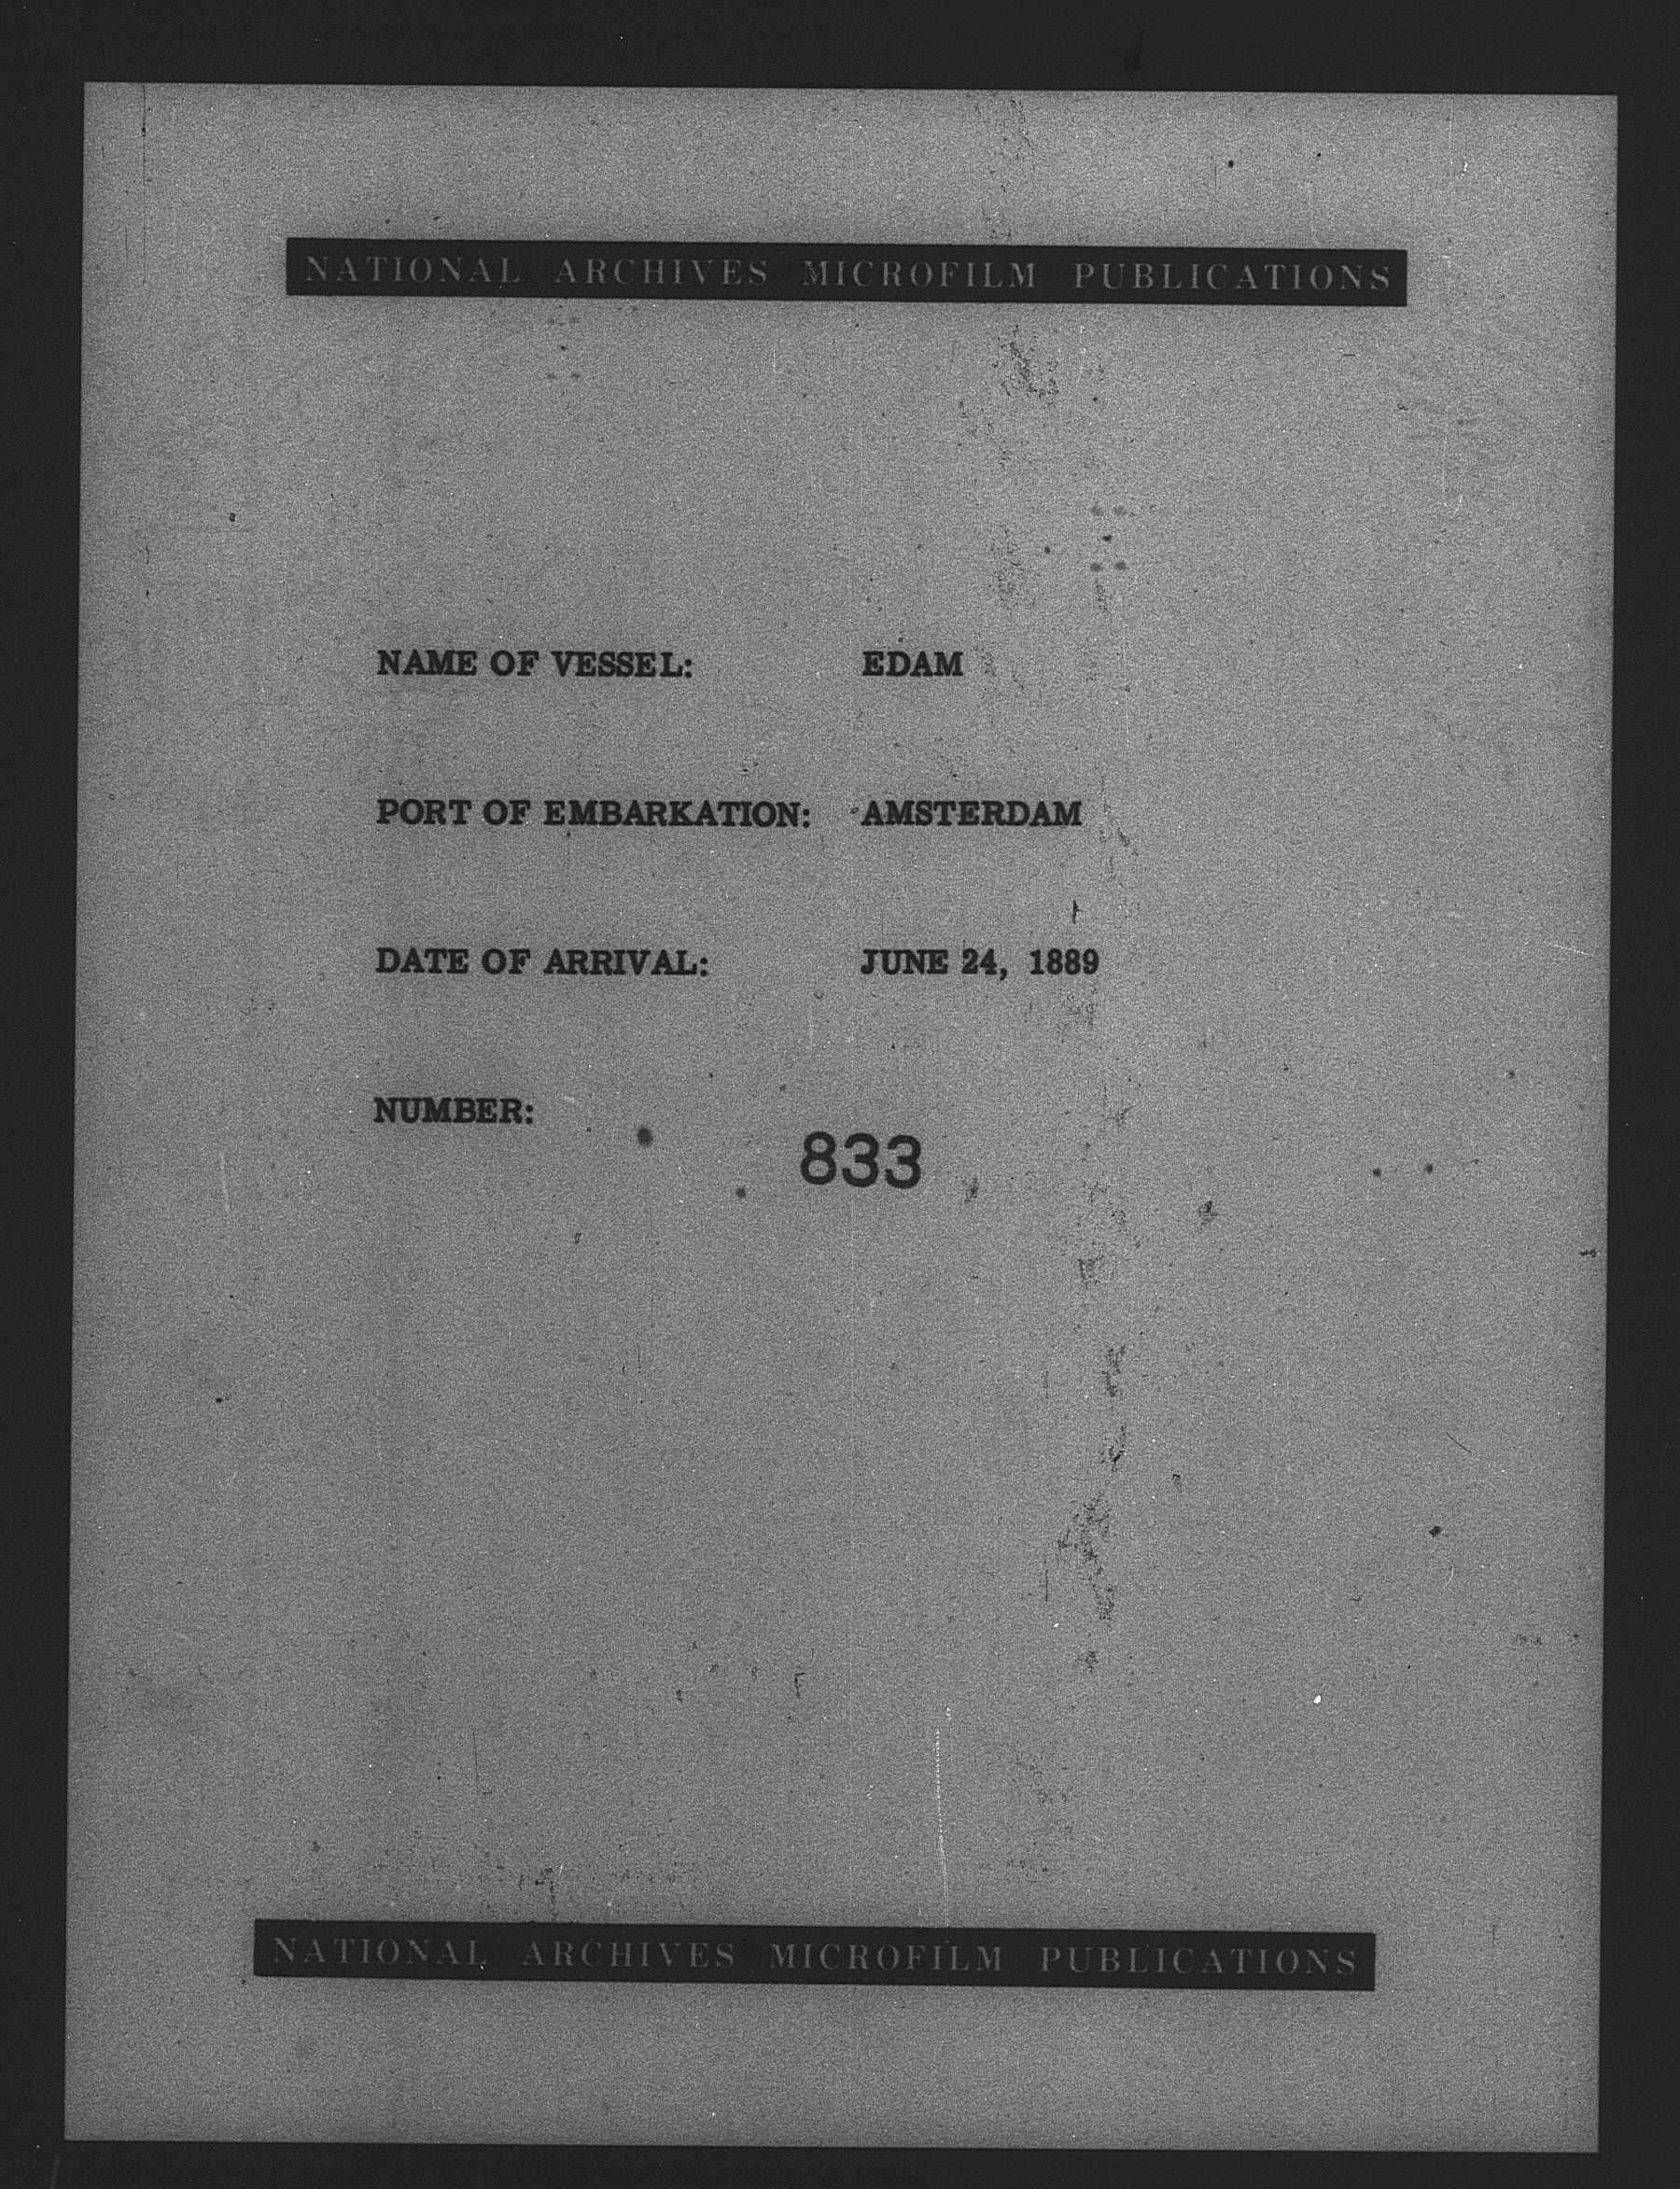 NATIONAL ARCHIVES MICROFILM PUBLICATIONS
NAME OF VESSEL: EDAM
PORT OF EMBARKATION: AMSTERDAM
DATE OF ARRIVAL: JUNE 24, 1889
NUMBER:
833
NATIONAL ARCHIVES MICROFILM PUBLICATIONS